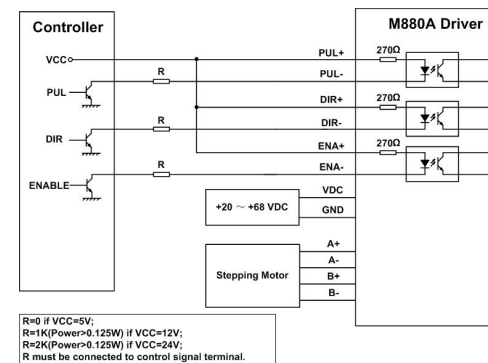 Controller
M880A Driver
VCC
PUL+
270Ω
R
PUL-
PUL
DIR+
270Ω
R
DIR-
DIR
ENA+
270Ω
R
ENA-
ENABLE
VDC
+20 ～ +68 VDC
GND
A+
A-
Stepping Motor
B+
B-
R=0 if VCC=5V;
R=1K(Power>0.125W) if VCC=12V;
R=2K(Power>0.125W) if VCC=24V;
R must be connected to control signal terminal.